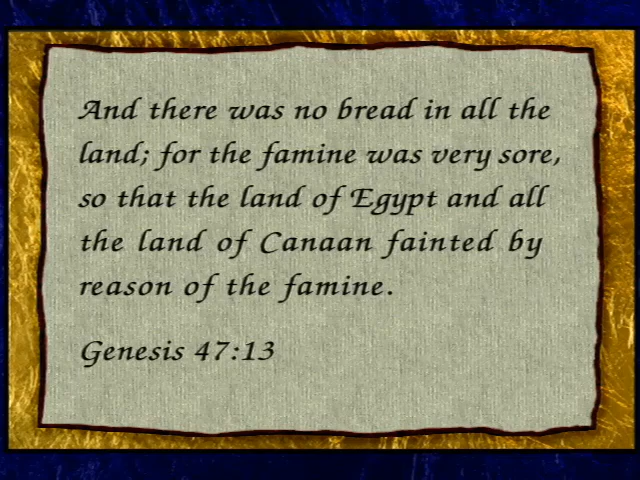 And there was no bread in all the
land; for the famine was very sore,
so that the land of Egypt and all
the land of Canaan fainted by
reason of the famine.
Genesis 47:13